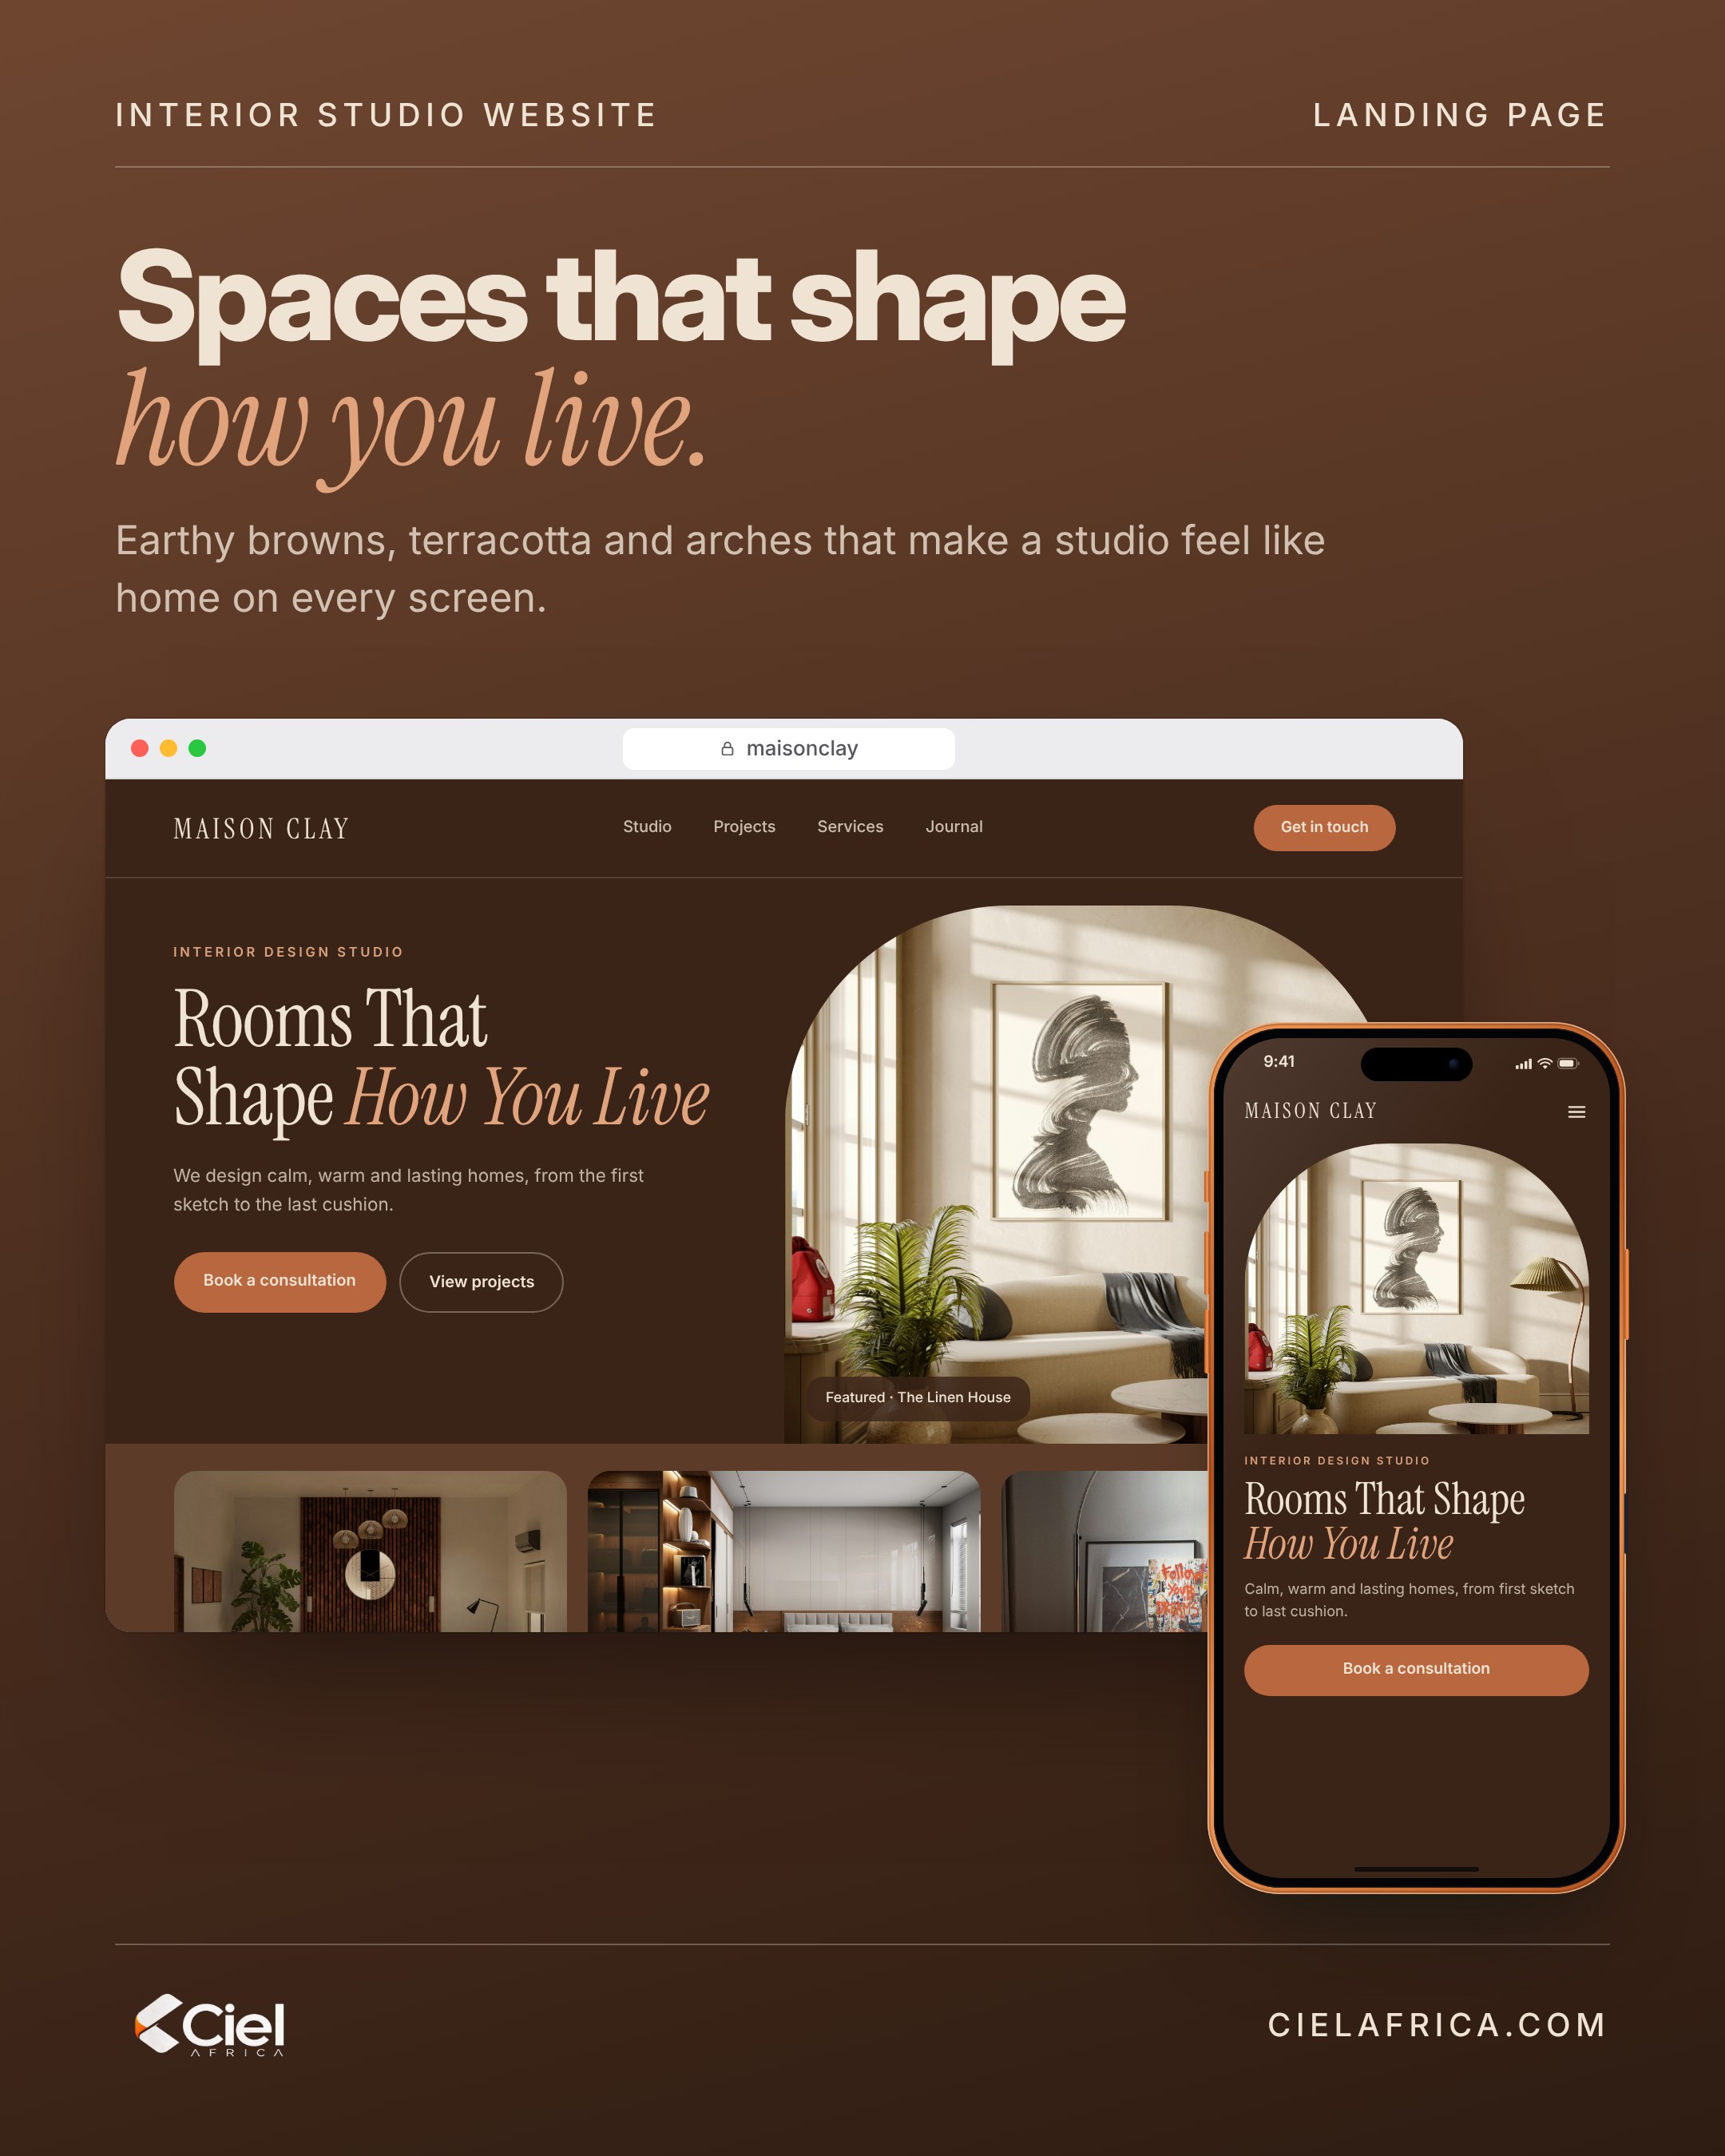 INTERIOR STUDIO WEBSITE
LANDING PAGE
Spaces that shape
how you live.
Earthy browns, terracotta and arches that make a studio feel like
home on every screen.
maisonclay
MAISON CLAY
Studio
Projects
Services
Journal
Get in touch
INTERIOR DESIGN STUDIO
Rooms That
Shape How You Live
We design calm, warm and lasting homes, from the first
sketch to the last cushion.
Book a consultation
View projects
Featured · The Linen House
Follow
Your
DREAMS
9:41
MAISON CLAY
INTERIOR DESIGN STUDIO
Rooms That Shape
How You Live
Calm, warm and lasting homes, from first sketch
to last cushion.
Book a consultation
Ciel
AFRICA
CIELAFRICA.COM